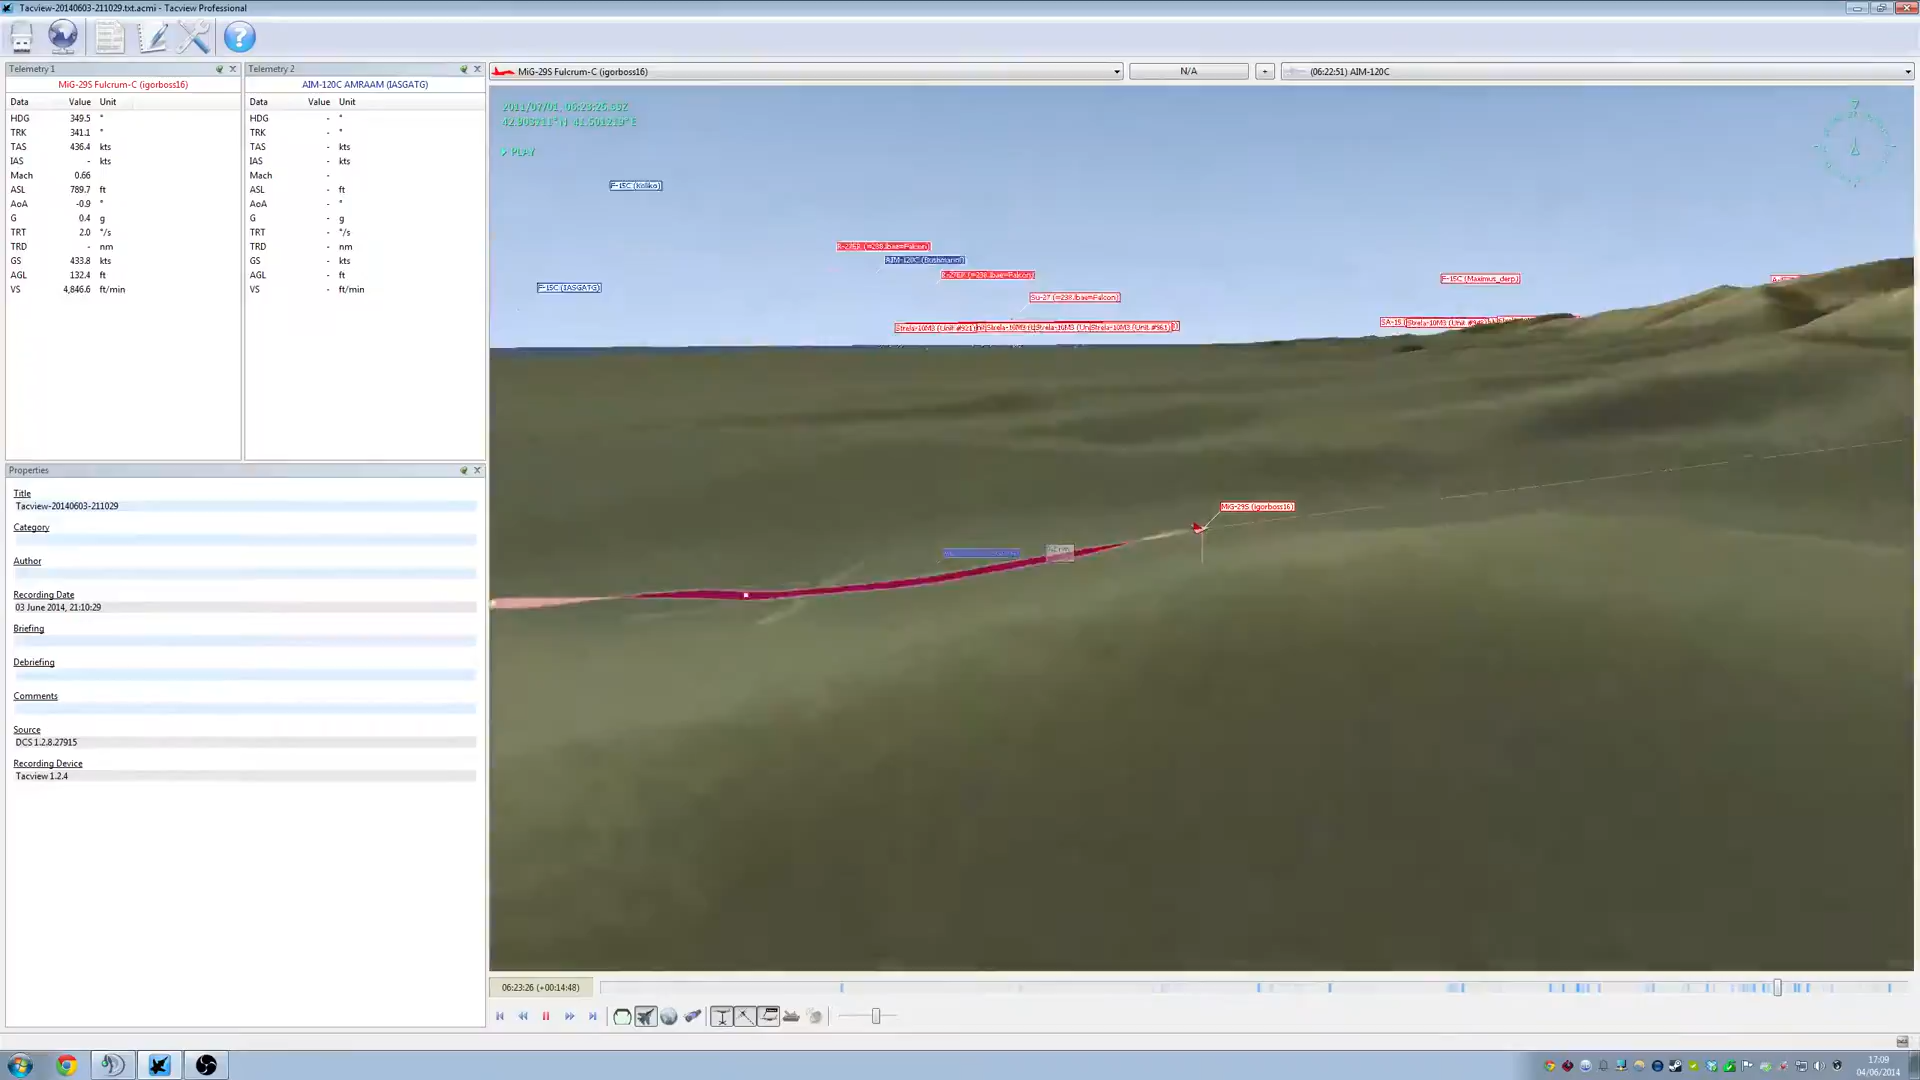 Tacview-20140603-211029.txt.acmi - Tacview Professional
Telemetry 1
Telemetry 2
MiG-29S Fulcrum-C (igorboss16)
N/A
+
(06:22:51) AIM-120C
MiG-29S Fulcrum-C (igorboss16)
AIM-120C AMRAAM (IASGATG)
Data Value Unit
Data Value Unit
HDG 349.5 °
HDG - °
TRK 341.1 °
TRK - °
TAS 436.4 kts
TAS - kts
IAS - kts
IAS - kts
Mach 0.66
Mach -
ASL 789.7 ft
ASL - ft
AoA -0.9 °
AoA - °
G 0.4 g
G - g
TRT 2.0 °/s
TRT - °/s
TRD - nm
TRD - nm
GS 433.8 kts
GS - kts
AGL 132.4 ft
AGL - ft
VS 4,846.6 ft/min
VS - ft/min
PLAY
F-15C (Koliko)
AIM-120C (Bushmann)
F-15C (IASGATG)
F-15C (Maximus_derp)
MiG-29S (igorboss16)
Properties
Title
Tacview-20140603-211029
Category
Author
Recording Date
03 June 2014, 21:10:29
Briefing
Debriefing
Comments
Source
DCS 1.2.8.27915
Recording Device
Tacview 1.2.4
06:23:26 (+00:14:48)
17:09
04/06/2014